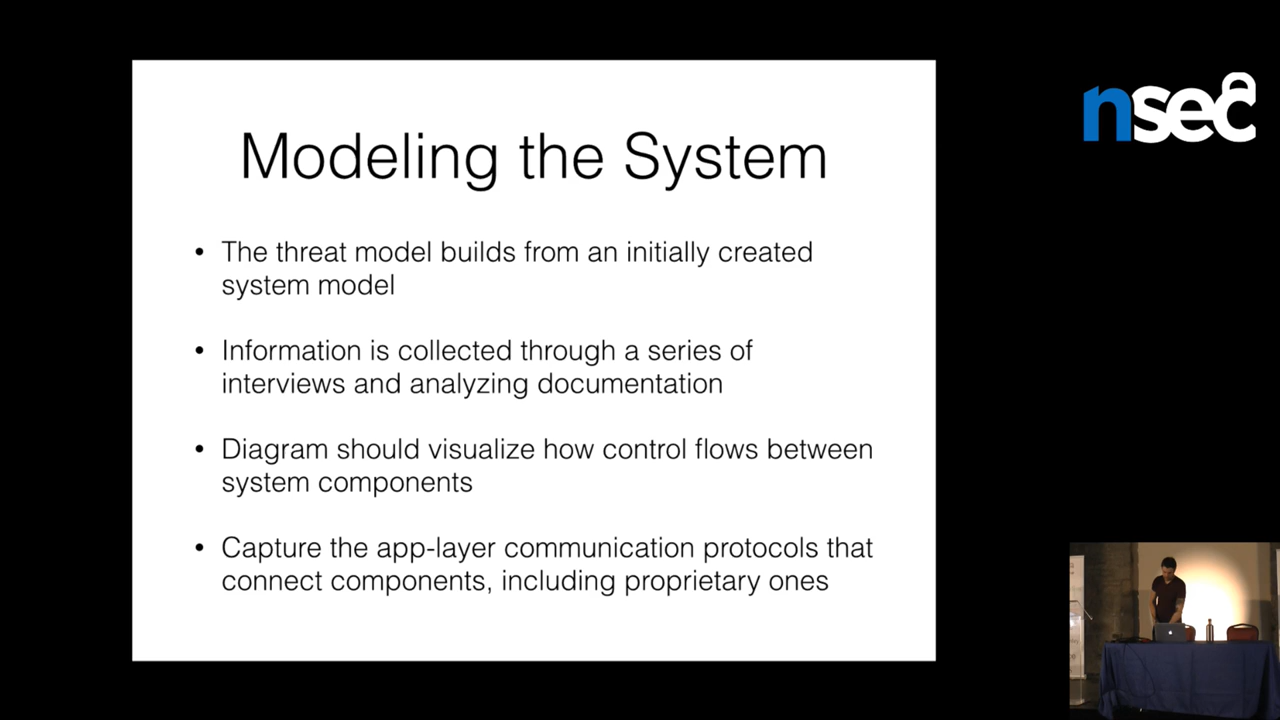 nsec
Modeling the System
• The threat model builds from an initially created
system model
• Information is collected through a series of
interviews and analyzing documentation
• Diagram should visualize how control flows between
system components
• Capture the app-layer communication protocols that
connect components, including proprietary ones